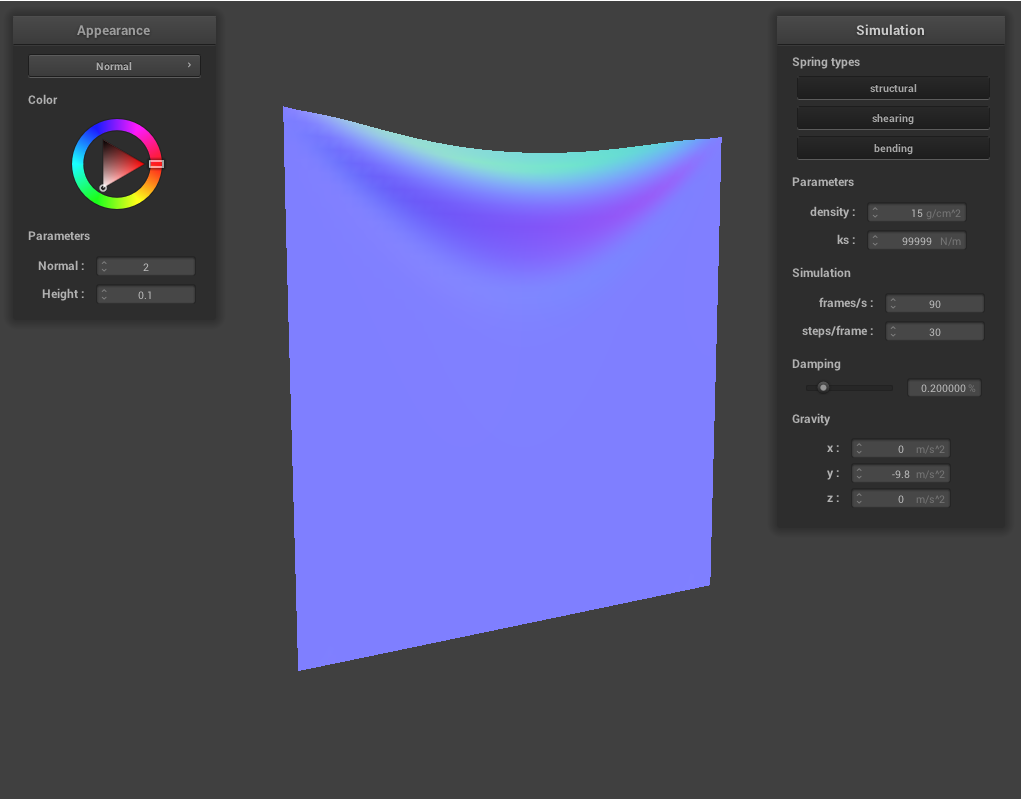 Appearance
Normal
Color
Parameters
Normal : 2
Height : 0.1
Simulation
Spring types
structural
shearing
bending
Parameters
density : 15 g/cm^2
ks : 99999 N/m
Simulation
frames/s : 90
steps/frame : 30
Damping
0.200000 %
Gravity
x : 0 m/s^2
y : -9.8 m/s^2
z : 0 m/s^2